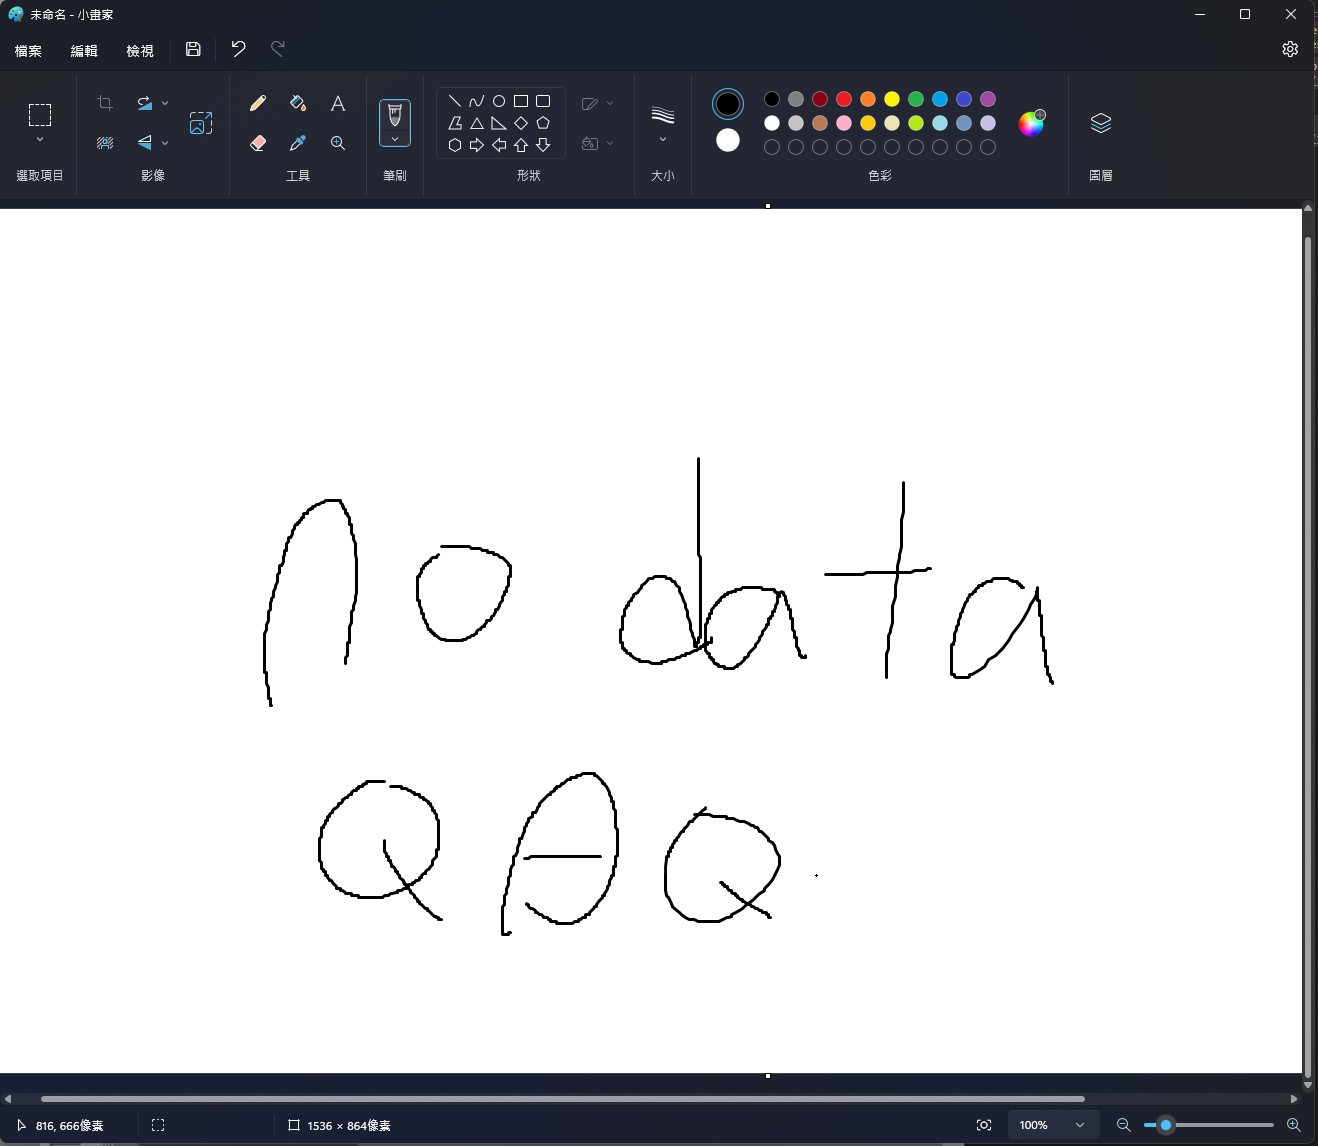 未命名 - 小畫家
檔案 編輯 檢視
選取項目 影像 工具 筆刷 形狀 大小 色彩 圖層
no data
QAQ
816, 666像素 1536 × 864像素 100%